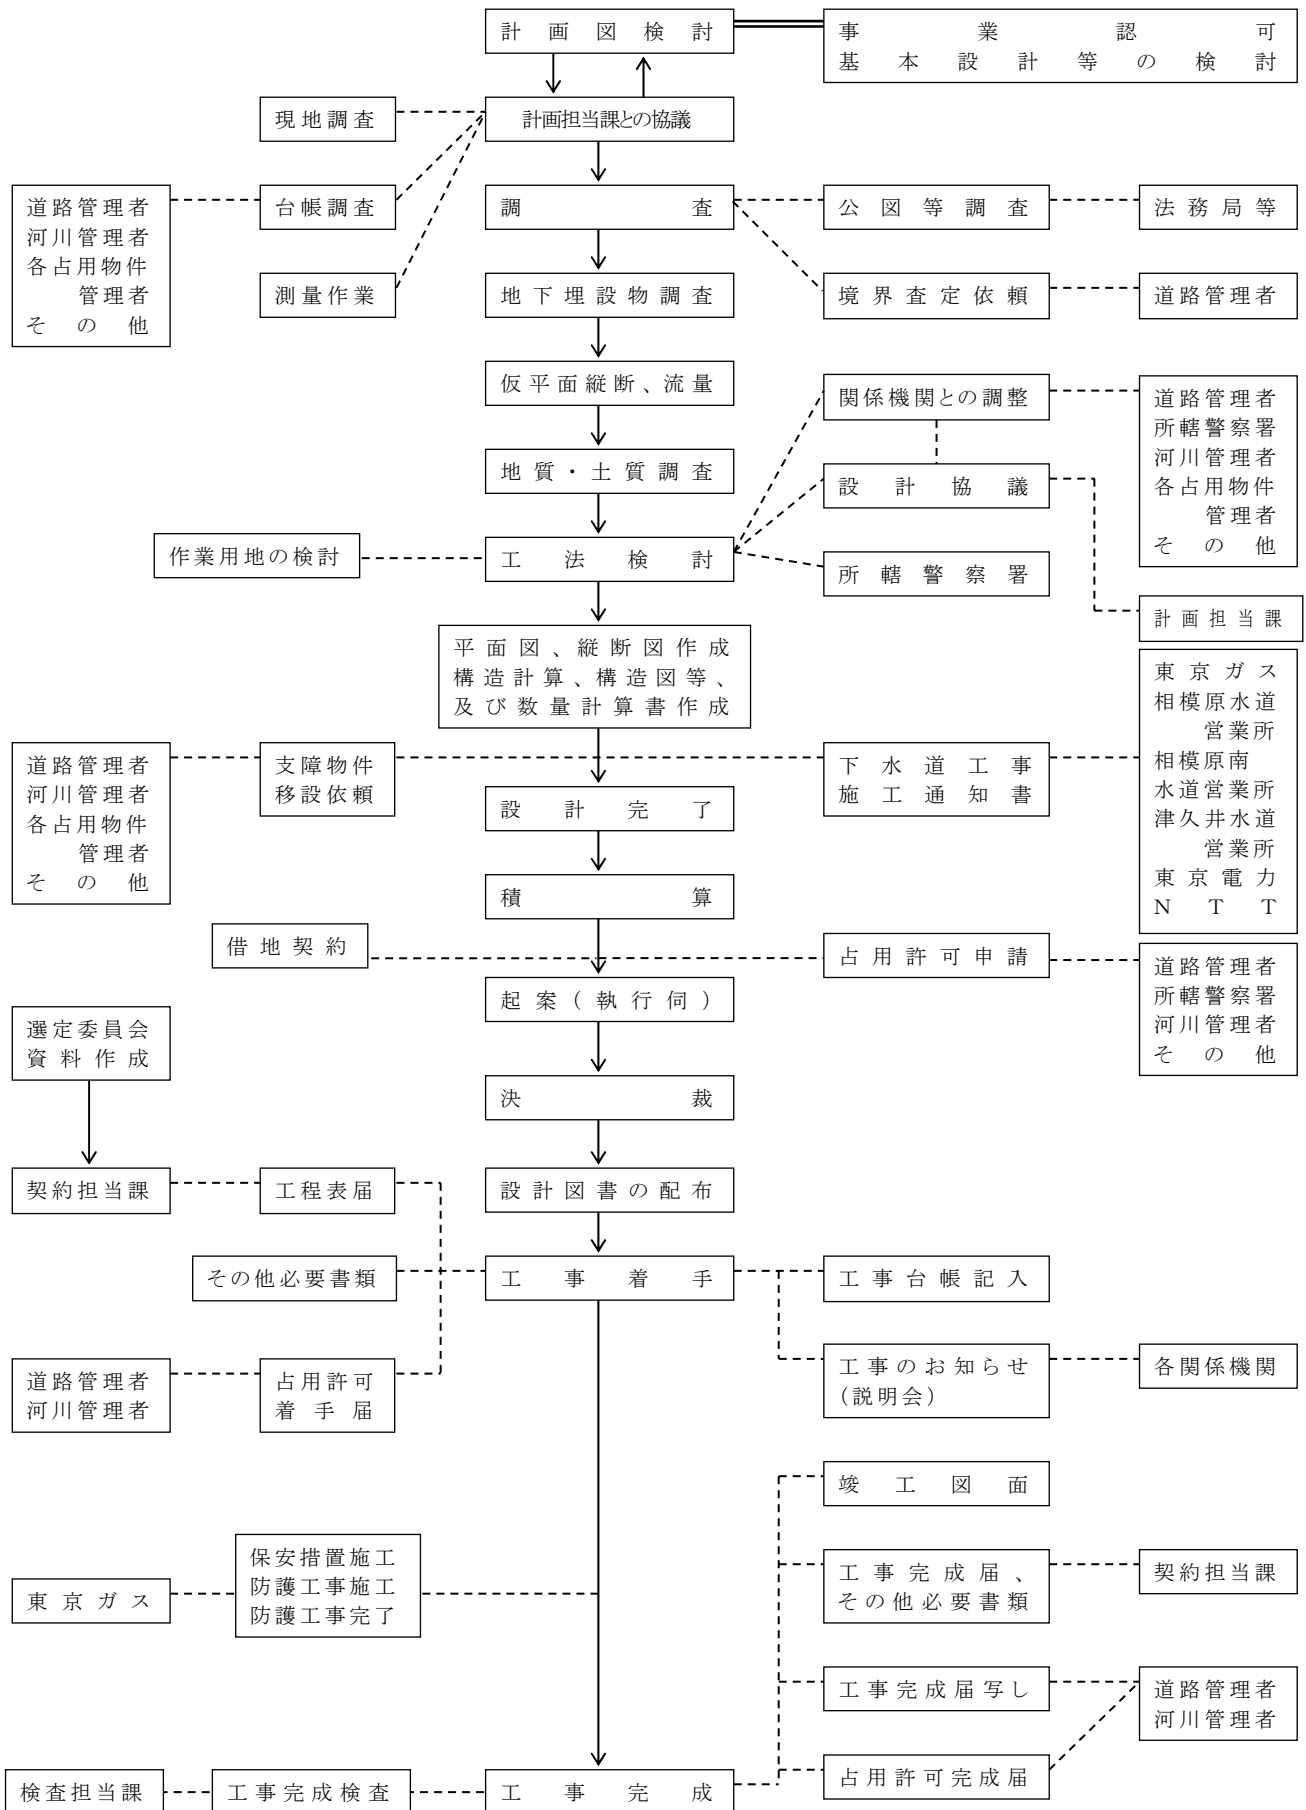 計画図検討
事業認可
基本設計等の検討
現地調査
計画担当課との協議
道路管理者
河川管理者
各占用物件
管理者
その他
台帳調査
調査
公図等調査
法務局等
測量作業
地下埋設物調査
境界査定依頼
道路管理者
仮平面縦断、流量
関係機関との調整
道路管理者
所轄警察署
河川管理者
各占用物件
管理者
その他
地質・土質調査
設計協議
作業用地の検討
工法検討
所轄警察署
計画担当課
平面図、縦断図作成
構造計算、構造図等、
及び数量計算書作成
東京ガス
相模原水道
営業所
相模原南
水道営業所
津久井水道
営業所
東京電力
NTT
道路管理者
河川管理者
各占用物件
管理者
その他
支障物件
移設依頼
下水道工事
施工通知書
設計完了
積算
借地契約
占用許可申請
道路管理者
所轄警察署
河川管理者
その他
起案(執行伺)
選定委員会
資料作成
決裁
契約担当課
工程表届
設計図書の配布
その他必要書類
工事着手
工事台帳記入
道路管理者
河川管理者
占用許可
着手届
工事のお知らせ
(説明会)
各関係機関
竣工図面
東京ガス
保安措置施工
防護工事施工
防護工事完了
工事完成届、
その他必要書類
契約担当課
工事完成届写し
道路管理者
河川管理者
占用許可完成届
検査担当課
工事完成検査
工事完成